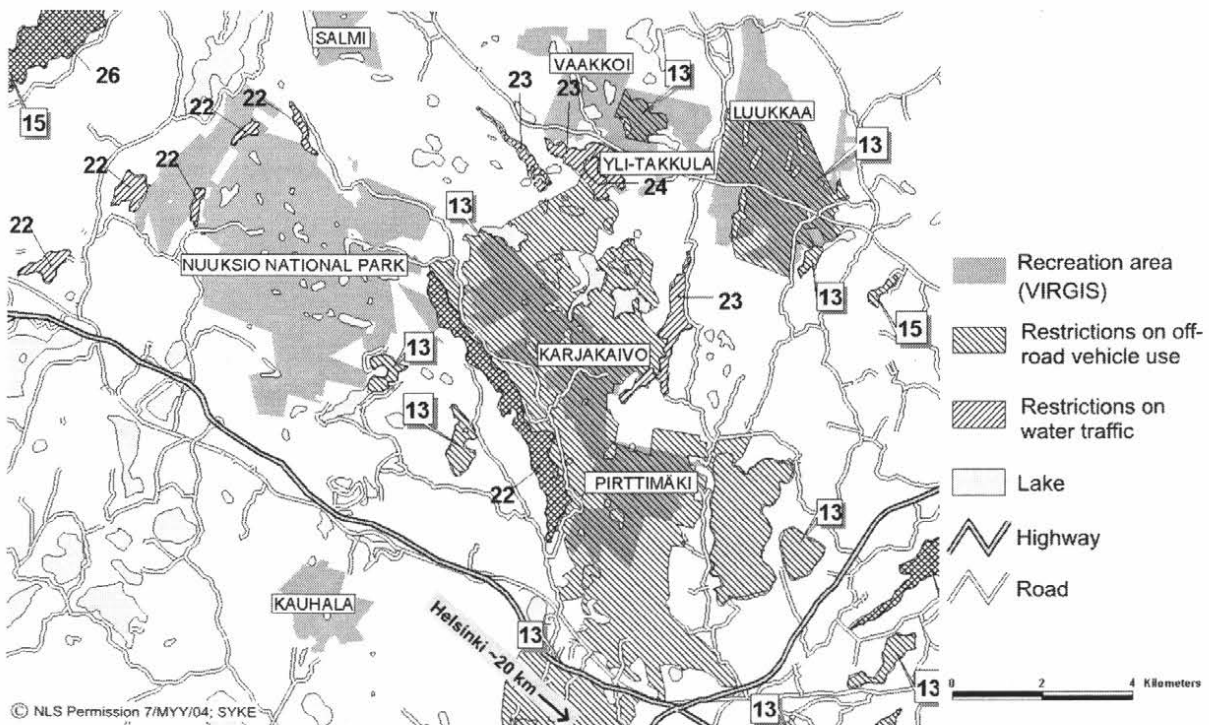 SALMI
26
15
22
22
22
22
22
23
23
VAAKKOI
13
LUUKKAA
13
YLI-TAKKULA
24
13
NUUKSIO NATIONAL PARK
23
13
15
13
KARJAKAIVO
13
22
PIRTTIMÄKI
13
KAUHALA
Helsinki ~20 km
13
13
13
© NLS Permission 7/MYY/04; SYKE
Recreation area
(VIRGIS)
Restrictions on off-
road vehicle use
Restrictions on
water traffic
Lake
Highway
Road
0 2 4 Kilometers